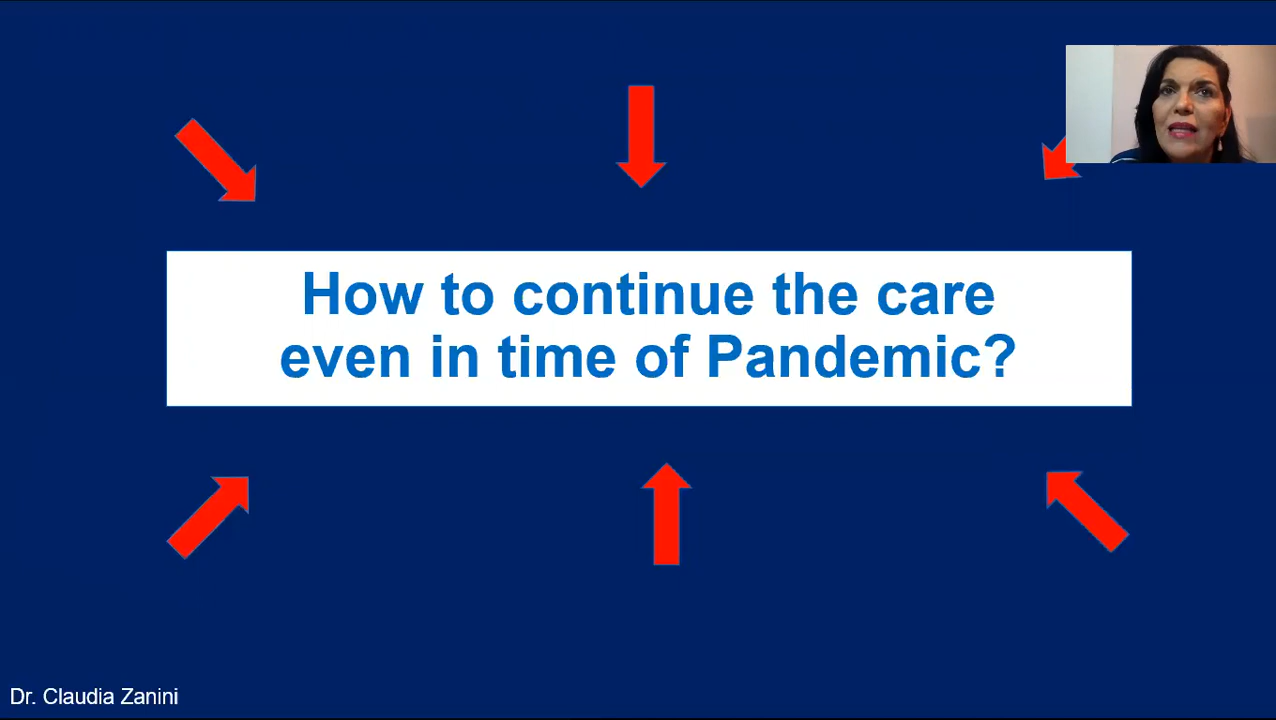 How to continue the care
even in time of Pandemic?
Dr. Claudia Zanini